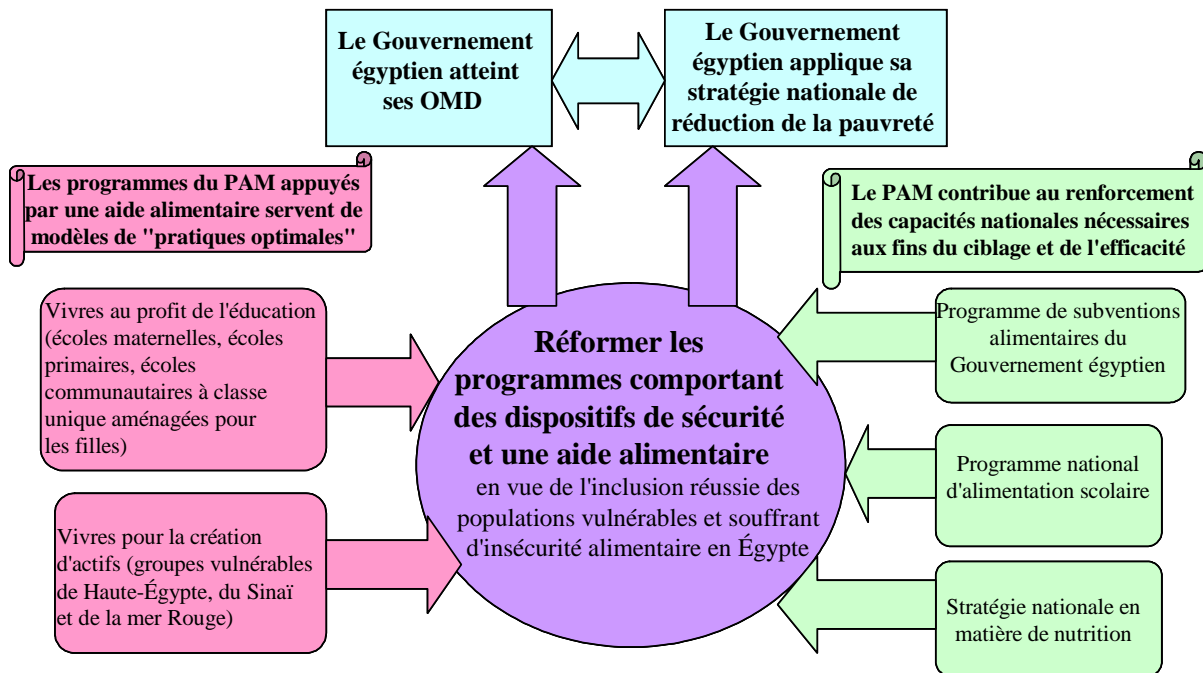 Le Gouvernement
égyptien atteint
ses OMD
Le Gouvernement
égyptien applique sa
stratégie nationale de
réduction de la pauvreté
Les programmes du PAM appuyés
par une aide alimentaire servent de
modèles de "pratiques optimales"
Le PAM contribue au renforcement
des capacités nationales nécessaires
aux fins du ciblage et de l'efficacité
Vivres au profit de l'éducation
(écoles maternelles, écoles
primaires, écoles
communautaires à classe
unique aménagées pour
les filles)
Vivres pour la création
d'actifs (groupes vulnérables
de Haute-Égypte, du Sinaï
et de la mer Rouge)
Réformer les
programmes comportant
des dispositifs de sécurité
et une aide alimentaire
en vue de l'inclusion réussie des
populations vulnérables et souffrant
d'insécurité alimentaire en Égypte
Programme de subventions
alimentaires du
Gouvernement égyptien
Programme national
d'alimentation scolaire
Stratégie nationale en
matière de nutrition